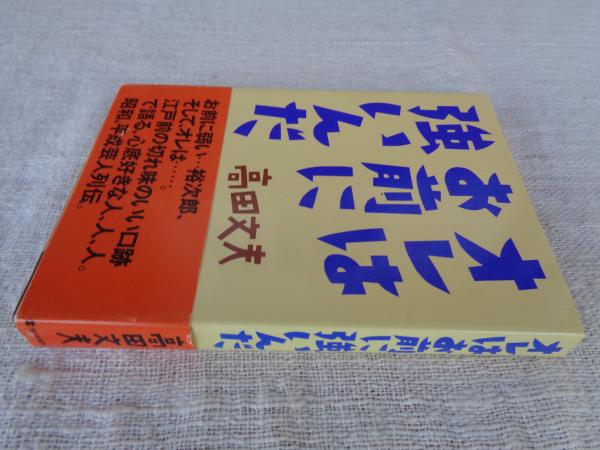 オレは
お前に
強いんだ
高田文夫
お前に弱い…裕次郎、
そしてオレは……。
江戸前の切れ味のいい口跡
で語る、心底好きな人、人、人。
昭和、平成芸人列伝。
オレはお前に強いんだ
高田文夫